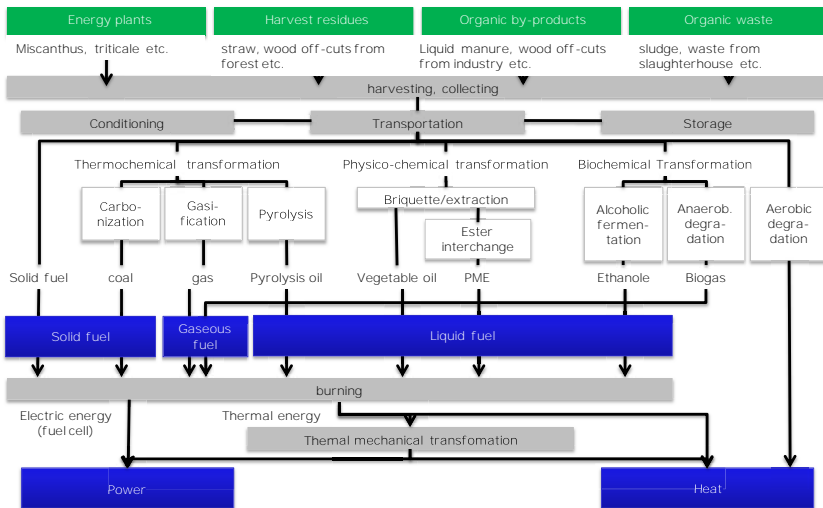 Energy plants
Harvest residues
Organic by-products
Organic waste
Miscanthus, triticale etc.
straw, wood off-cuts from
forest etc.
Liquid manure, wood off-cuts
from industry etc.
sludge, waste from
slaughterhouse etc.
harvesting, collecting
Conditioning
Transportation
Storage
Thermochemical transformation
Physico-chemical transformation
Biochemical Transformation
Carbo-
nization
Gasi-
fication
Pyrolysis
Briquette/extraction
Ester
interchange
Alcoholic
fermen-
tation
Anaerob.
degra-
dation
Aerobic
degra-
dation
Solid fuel
coal
gas
Pyrolysis oil
Vegetable oil
PME
Ethanole
Biogas
Solid fuel
Gaseous
fuel
Liquid fuel
burning
Electric energy
(fuel cell)
Thermal energy
Themal mechanical transfomation
Power
Heat